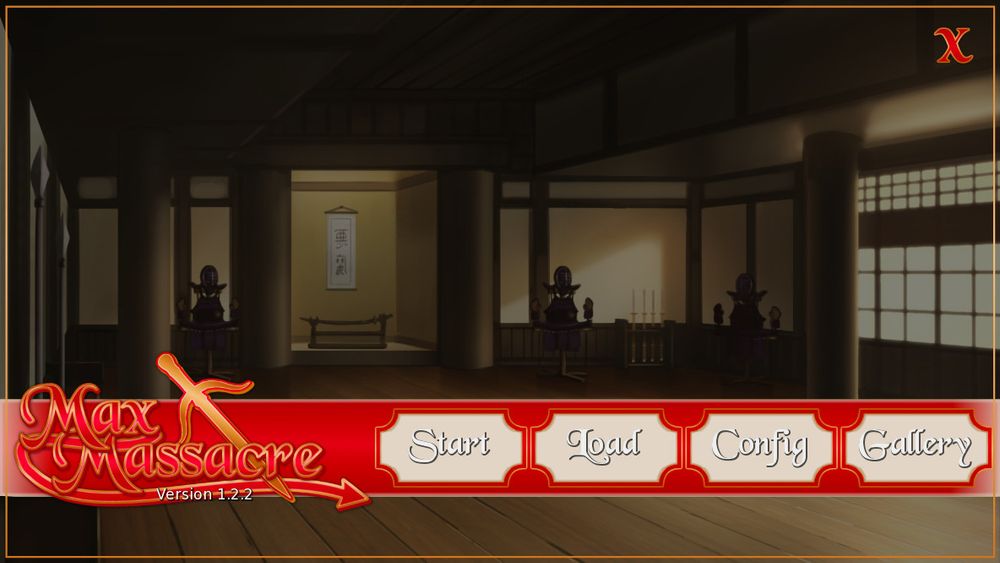 X
Max
Massacre
Version 1.2.2
Start
Load
Config
Gallery